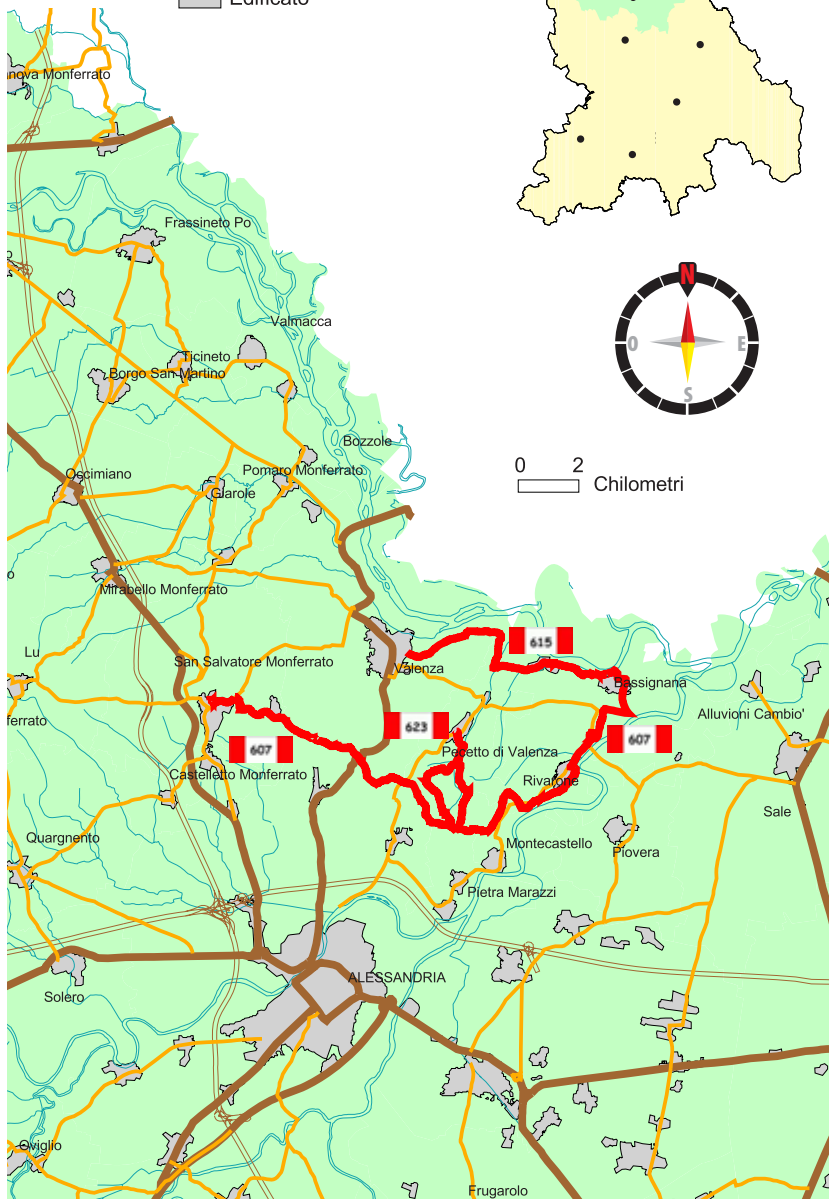 Edificato
nova Monferrato
Frassineto Po
N
O
E
S
Valmacca
Ticineto
Borgo San Martino
Bozzole
0 2
Chilometri
Occimiano
Pomaro Monferrato
Giarole
o
Mirabello Monferrato
615
Lu
San Salvatore Monferrato
Valenza
Bassignana
ferrato
623
Alluvioni Cambio'
607
607
Pecetto di Valenza
Castelletto Monferrato
Rivarone
Sale
Quargnento
Montecastello
Piovera
Pietra Marazzi
ALESSANDRIA
Solero
Oviglio
Frugarolo